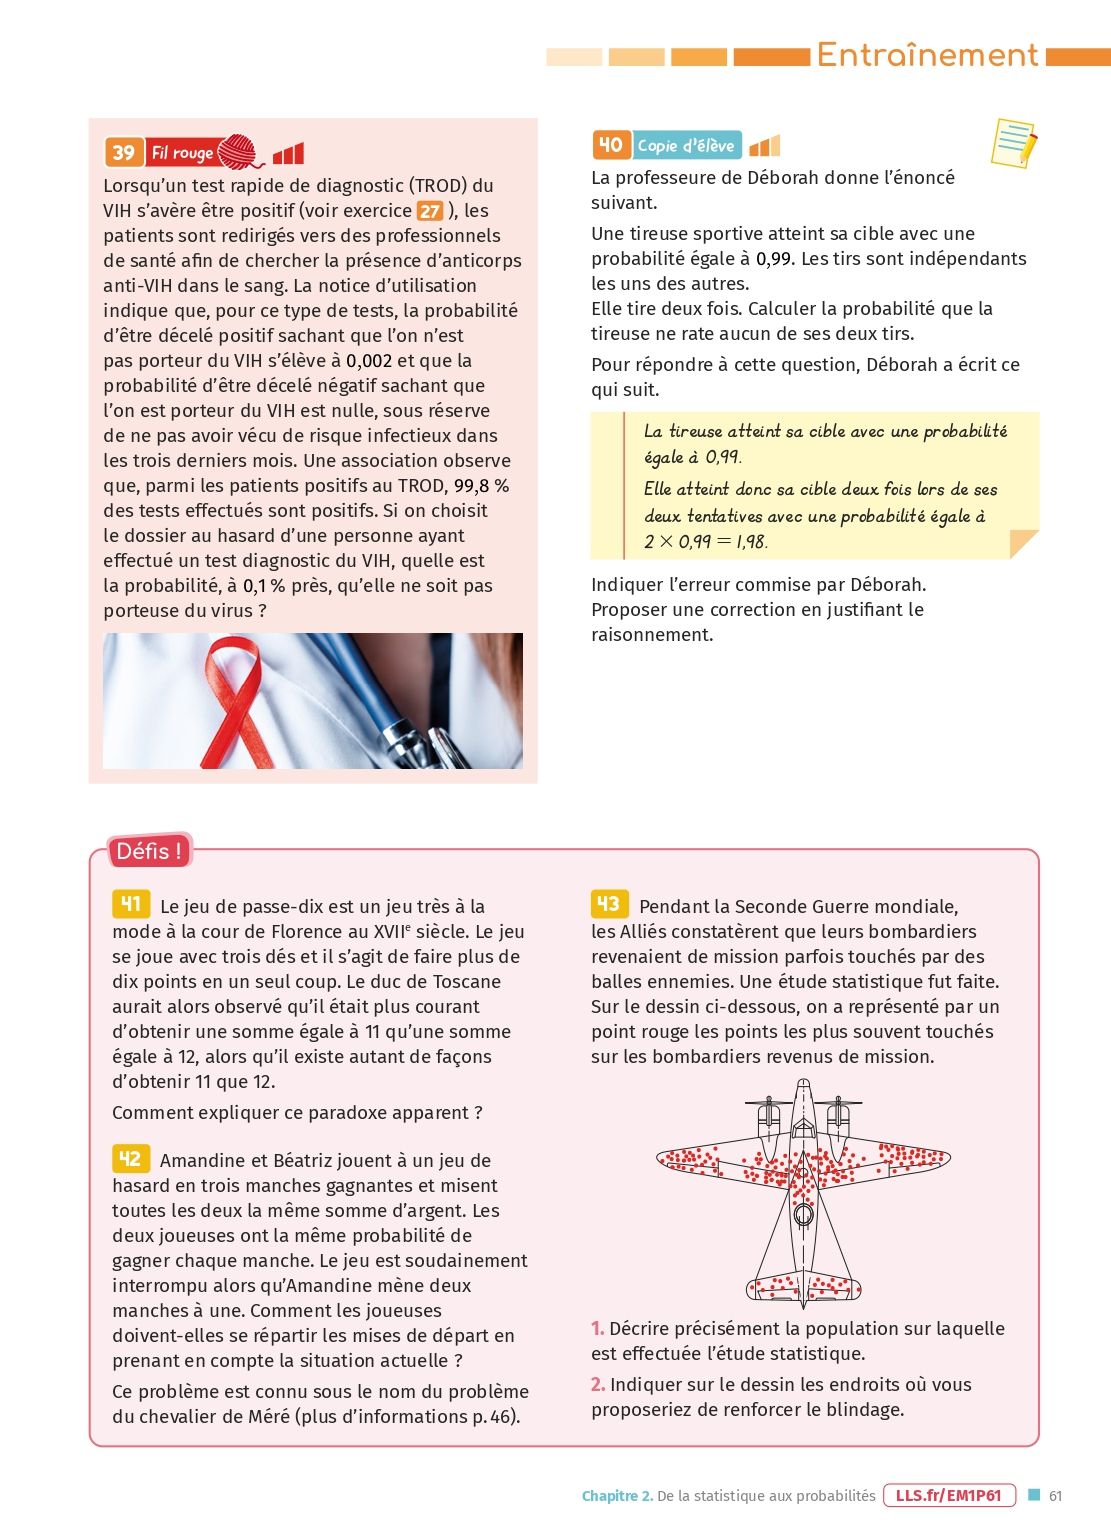 Entraînement
39 Fil rouge
Lorsqu’un test rapide de diagnostic (TROD) du
VIH s’avère être positif (voir exercice 27 ), les
patients sont redirigés vers des professionnels
de santé afin de chercher la présence d’anticorps
anti-VIH dans le sang. La notice d’utilisation
indique que, pour ce type de tests, la probabilité
d’être décelé positif sachant que l’on n’est
pas porteur du VIH s’élève à 0,002 et que la
probabilité d’être décelé négatif sachant que
l’on est porteur du VIH est nulle, sous réserve
de ne pas avoir vécu de risque infectieux dans
les trois derniers mois. Une association observe
que, parmi les patients positifs au TROD, 99,8 %
des tests effectués sont positifs. Si on choisit
le dossier au hasard d’une personne ayant
effectué un test diagnostic du VIH, quelle est
la probabilité, à 0,1 % près, qu’elle ne soit pas
porteuse du virus ?
40 Copie d’élève
La professeure de Déborah donne l’énoncé
suivant.
Une tireuse sportive atteint sa cible avec une
probabilité égale à 0,99. Les tirs sont indépendants
les uns des autres.
Elle tire deux fois. Calculer la probabilité que la
tireuse ne rate aucun de ses deux tirs.
Pour répondre à cette question, Déborah a écrit ce
qui suit.
La tireuse atteint sa cible avec une probabilité
égale à 0,99.
Elle atteint donc sa cible deux fois lors de ses
deux tentatives avec une probabilité égale à
2 × 0,99 = 1,98.
Indiquer l’erreur commise par Déborah.
Proposer une correction en justifiant le
raisonnement.
Défis !
41 Le jeu de passe-dix est un jeu très à la
mode à la cour de Florence au XVIIe siècle. Le jeu
se joue avec trois dés et il s’agit de faire plus de
dix points en un seul coup. Le duc de Toscane
aurait alors observé qu’il était plus courant
d’obtenir une somme égale à 11 qu’une somme
égale à 12, alors qu’il existe autant de façons
d’obtenir 11 que 12.
Comment expliquer ce paradoxe apparent ?
42 Amandine et Béatriz jouent à un jeu de
hasard en trois manches gagnantes et misent
toutes les deux la même somme d’argent. Les
deux joueuses ont la même probabilité de
gagner chaque manche. Le jeu est soudainement
interrompu alors qu’Amandine mène deux
manches à une. Comment les joueuses
doivent-elles se répartir les mises de départ en
prenant en compte la situation actuelle ?
Ce problème est connu sous le nom du problème
du chevalier de Méré (plus d’informations p. 46).
43 Pendant la Seconde Guerre mondiale,
les Alliés constatèrent que leurs bombardiers
revenaient de mission parfois touchés par des
balles ennemies. Une étude statistique fut faite.
Sur le dessin ci-dessous, on a représenté par un
point rouge les points les plus souvent touchés
sur les bombardiers revenus de mission.
1. Décrire précisément la population sur laquelle
est effectuée l’étude statistique.
2. Indiquer sur le dessin les endroits où vous
proposeriez de renforcer le blindage.
Chapitre 2. De la statistique aux probabilités LLS.fr/EM1P61 61